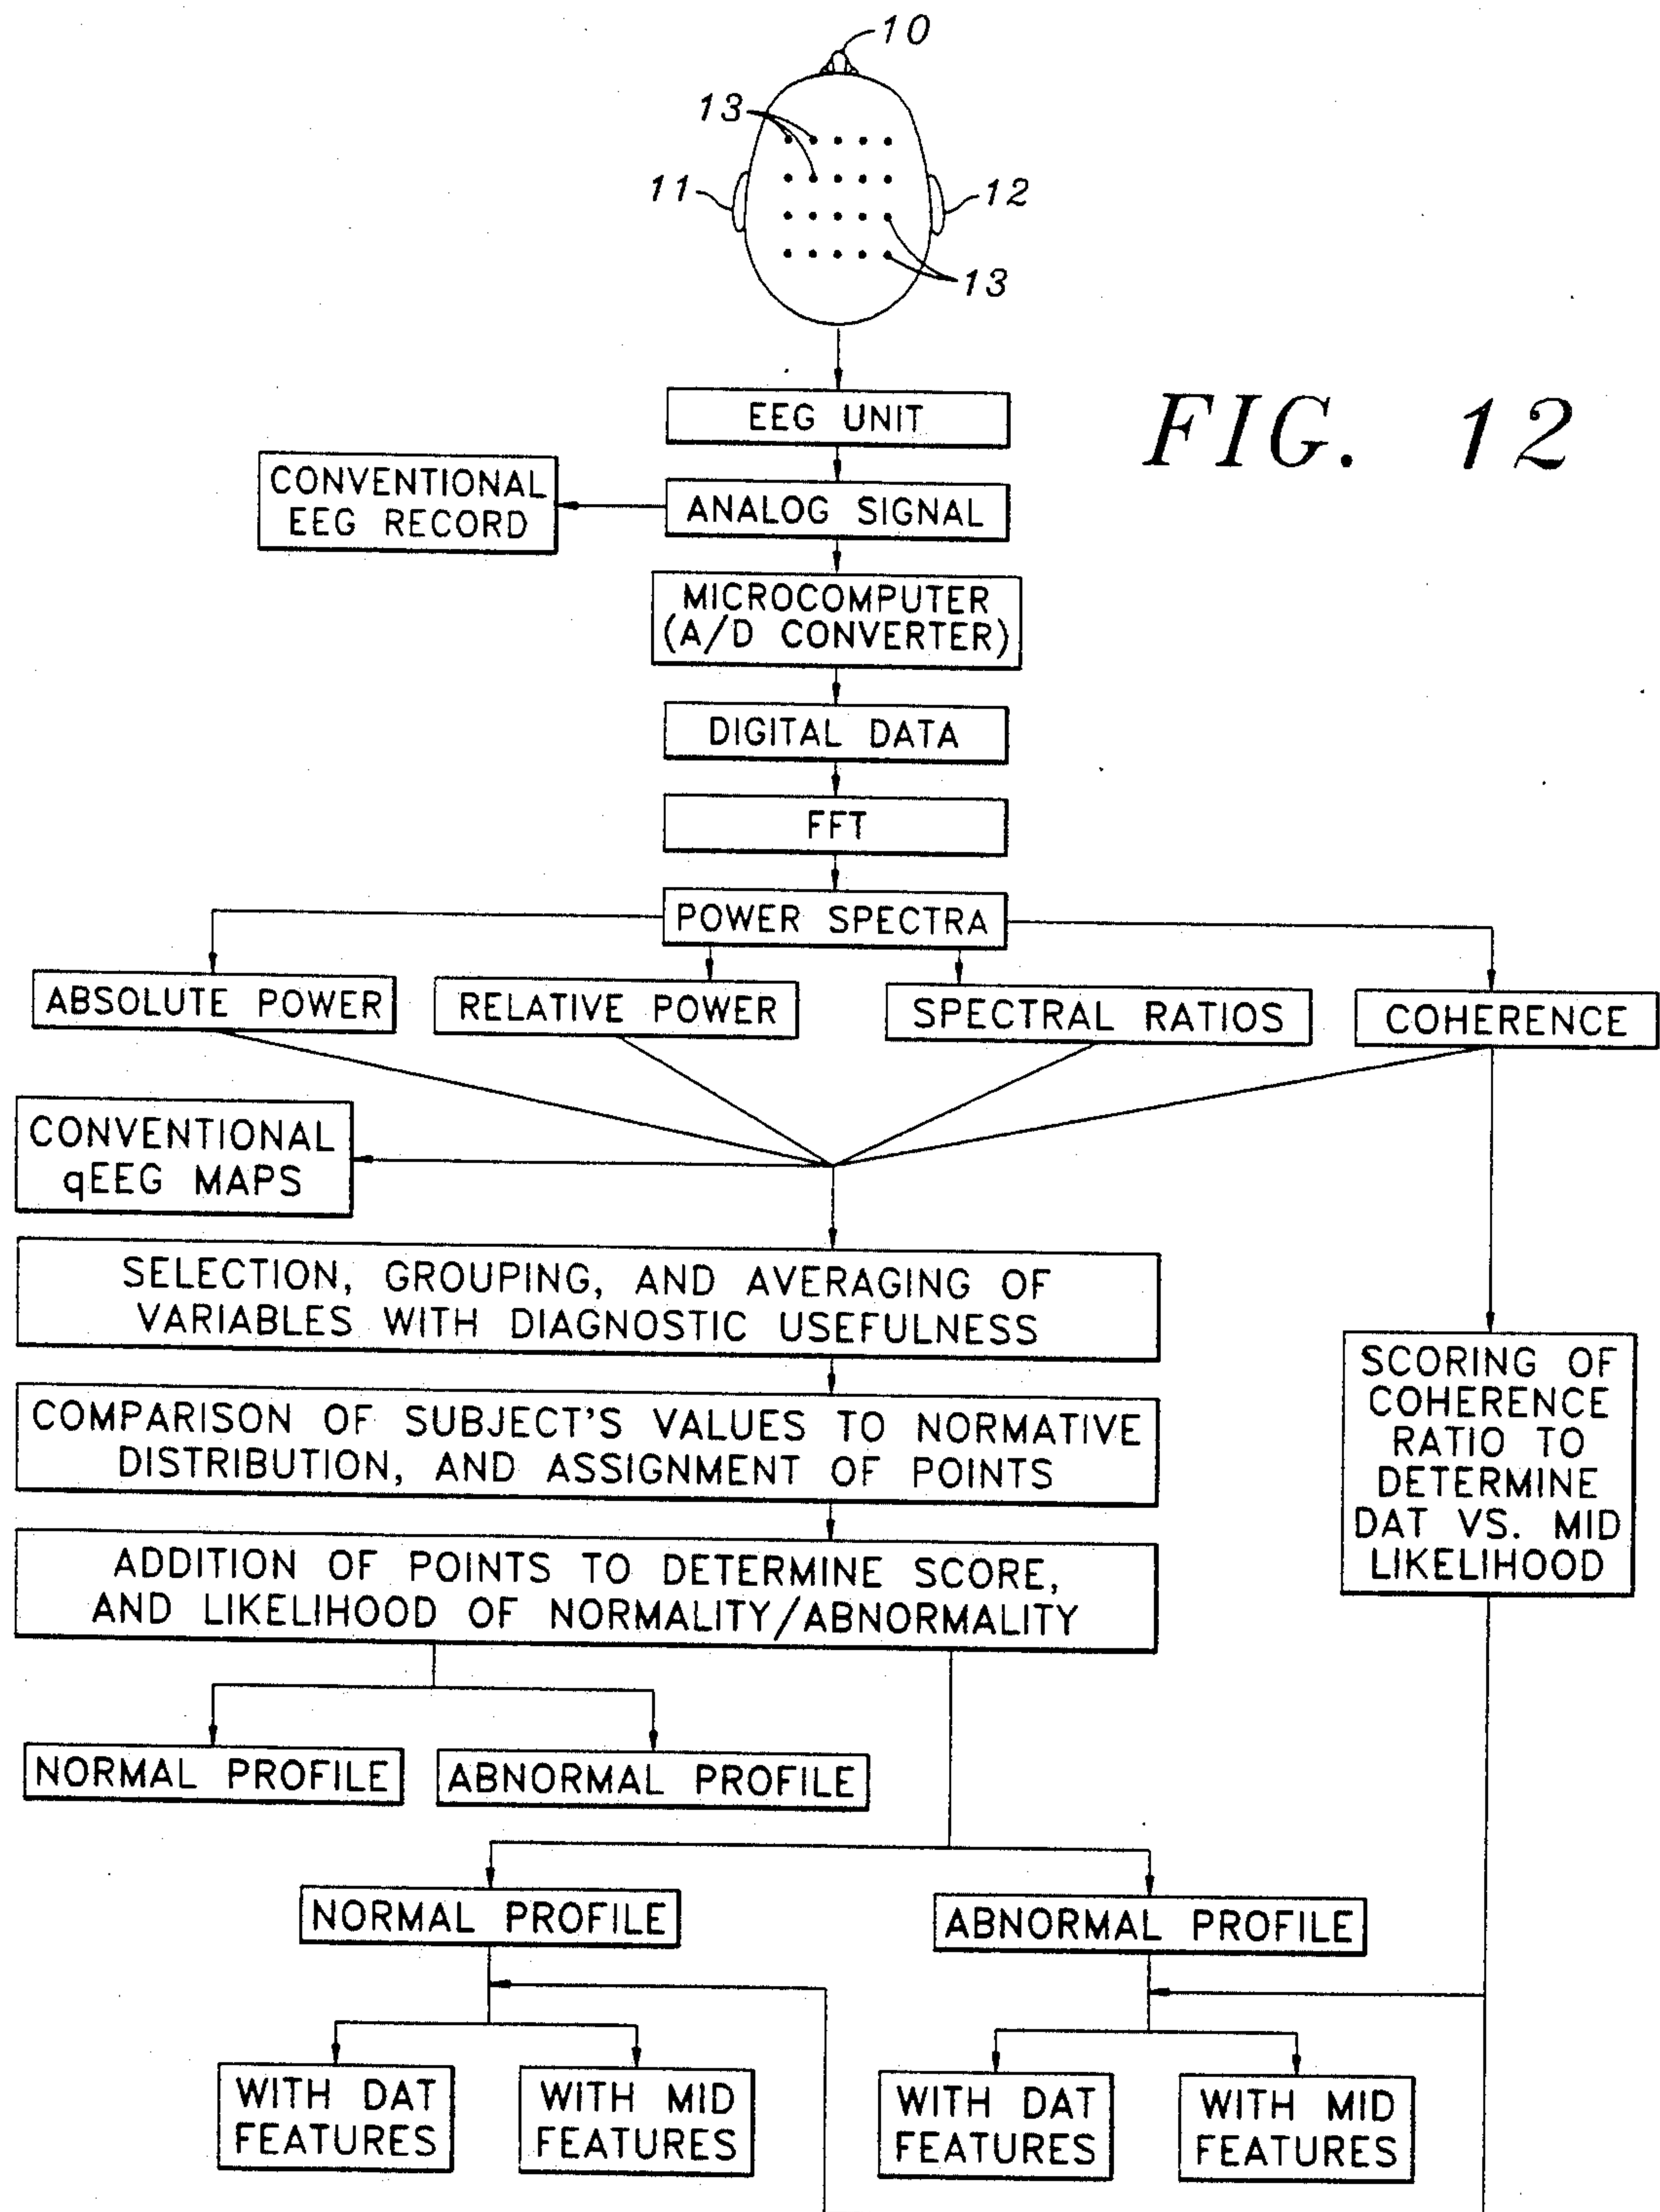 10
13
11
12
13
EEG UNIT
FIG. 12
CONVENTIONAL
EEG RECORD
ANALOG SIGNAL
MICROCOMPUTER
(A/D CONVERTER)
DIGITAL DATA
FFT
POWER SPECTRA
ABSOLUTE POWER
RELATIVE POWER
SPECTRAL RATIOS
COHERENCE
CONVENTIONAL
qEEG MAPS
SELECTION, GROUPING, AND AVERAGING OF
VARIABLES WITH DIAGNOSTIC USEFULNESS
COMPARISON OF SUBJECT'S VALUES TO NORMATIVE
DISTRIBUTION, AND ASSIGNMENT OF POINTS
ADDITION OF POINTS TO DETERMINE SCORE,
AND LIKELIHOOD OF NORMALITY/ABNORMALITY
SCORING OF
COHERENCE
RATIO TO
DETERMINE
DAT VS. MID
LIKELIHOOD
NORMAL PROFILE
ABNORMAL PROFILE
NORMAL PROFILE
ABNORMAL PROFILE
WITH DAT
FEATURES
WITH MID
FEATURES
WITH DAT
FEATURES
WITH MID
FEATURES